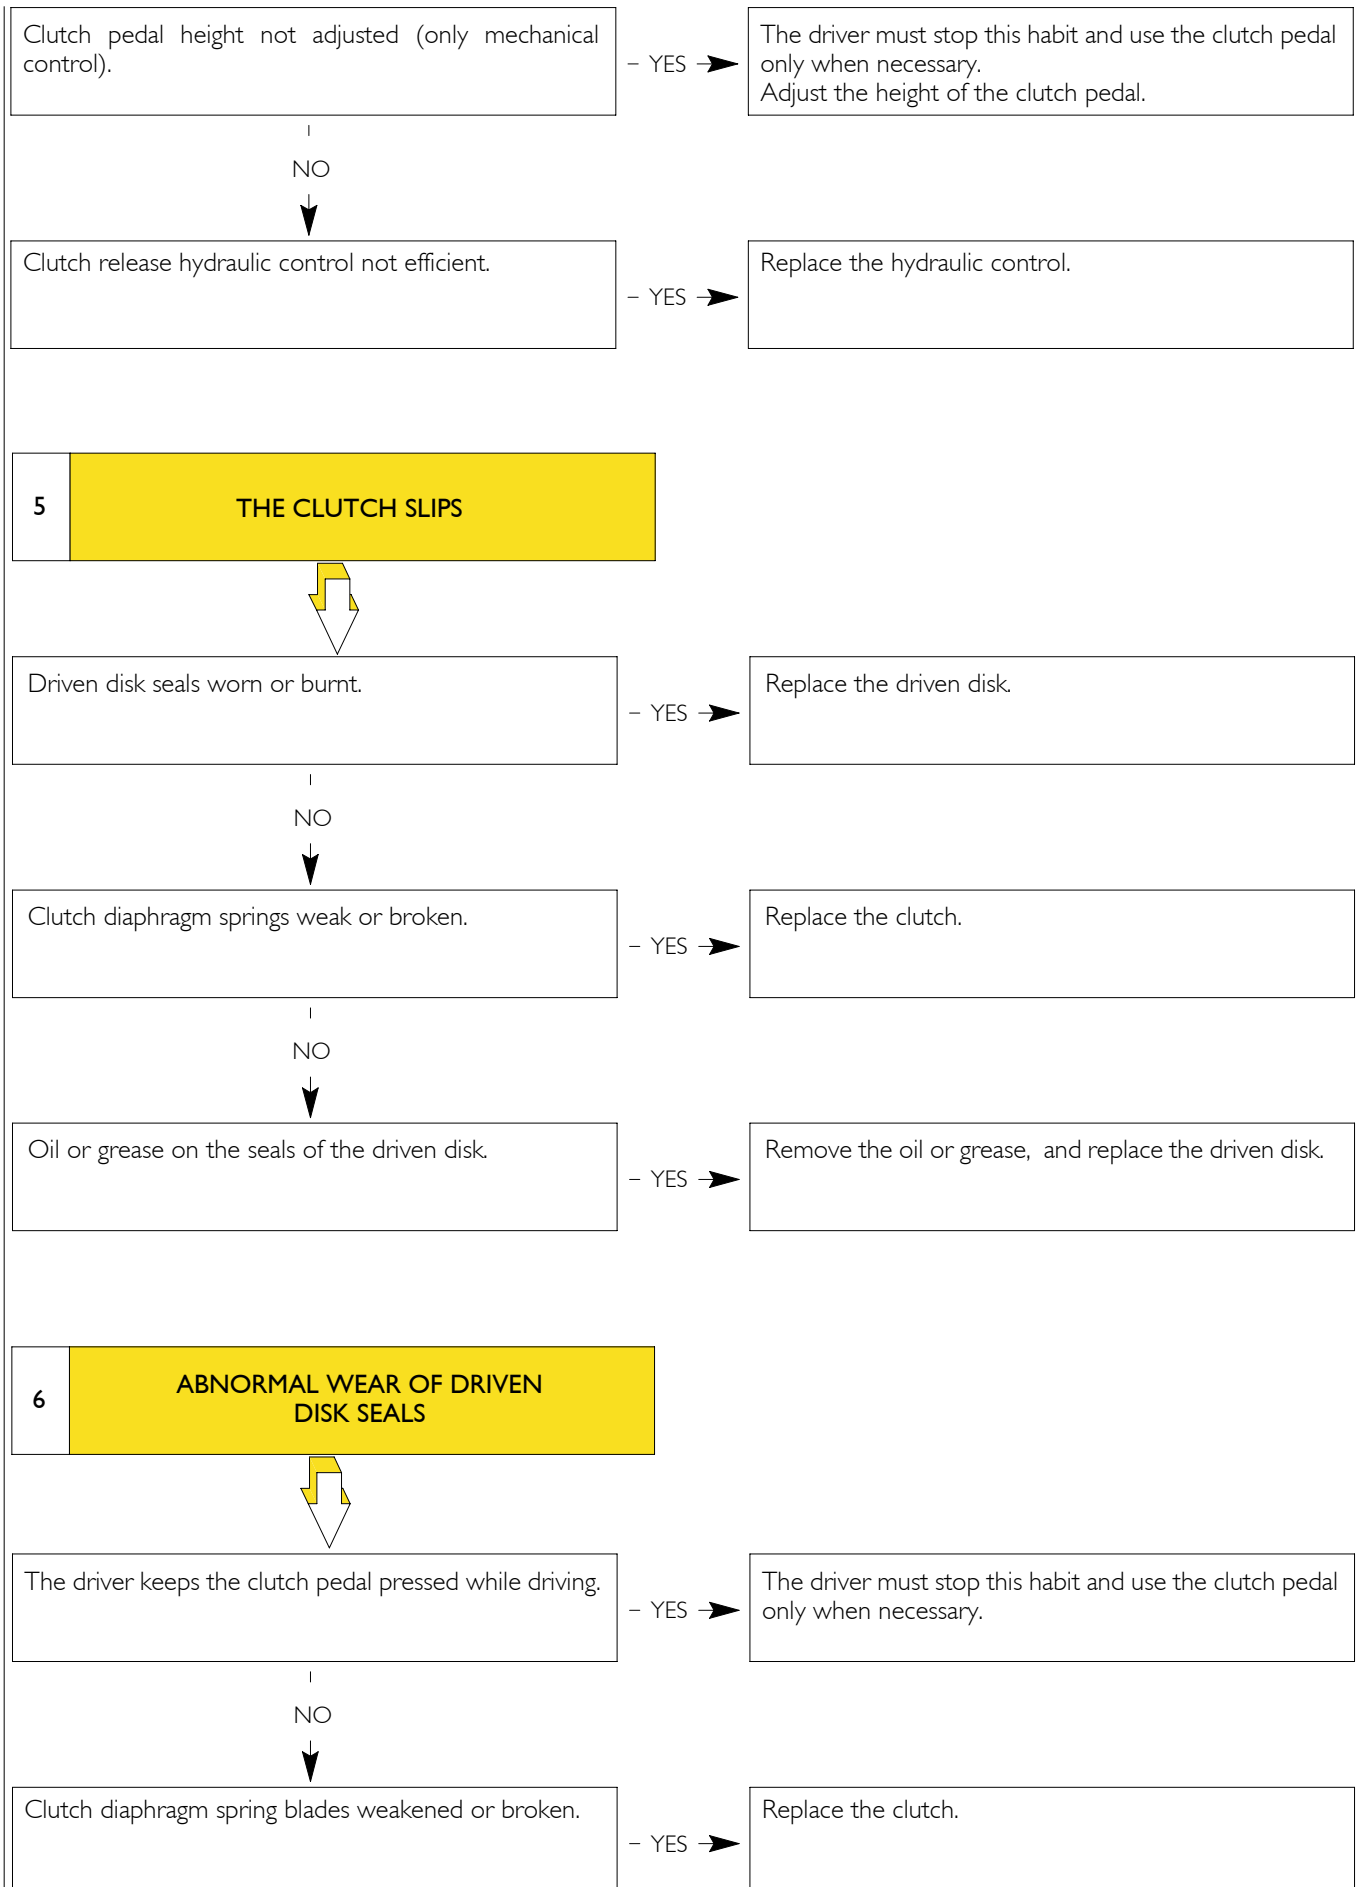 Clutch pedal height not adjusted (only mechanical
control).
– YES
The driver must stop this habit and use the clutch pedal
only when necessary.
Adjust the height of the clutch pedal.
NO
Clutch release hydraulic control not efficient.
– YES
Replace the hydraulic control.
5
THE CLUTCH SLIPS
Driven disk seals worn or burnt.
– YES
Replace the driven disk.
NO
Clutch diaphragm springs weak or broken.
– YES
Replace the clutch.
NO
Oil or grease on the seals of the driven disk.
– YES
Remove the oil or grease, and replace the driven disk.
6
ABNORMAL WEAR OF DRIVEN
DISK SEALS
The driver keeps the clutch pedal pressed while driving.
– YES
The driver must stop this habit and use the clutch pedal
only when necessary.
NO
Clutch diaphragm spring blades weakened or broken.
– YES
Replace the clutch.